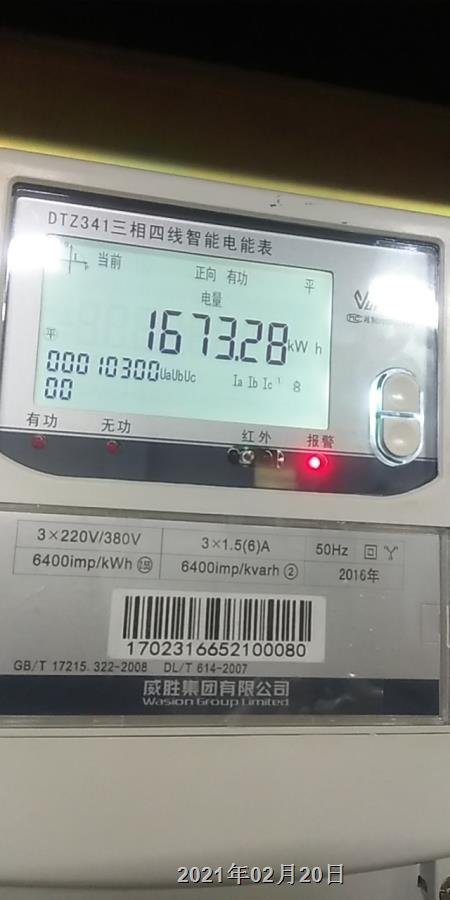 DTZ341三相四线智能电能表
当前 正向 有功 平
电量
1673.28 kWh
平
00010300 UaUbUc Ia Ib Ic 8
00
有功 无功 红外 报警
3×220V/380V 3×1.5(6)A 50Hz
6400imp/kWh 6400imp/kvarh ② 2016年
1702316652100080
GB/T 17215.322-2008 DL/T 614-2007
威胜集团有限公司
Wasion Group Limited
2021年02月20日